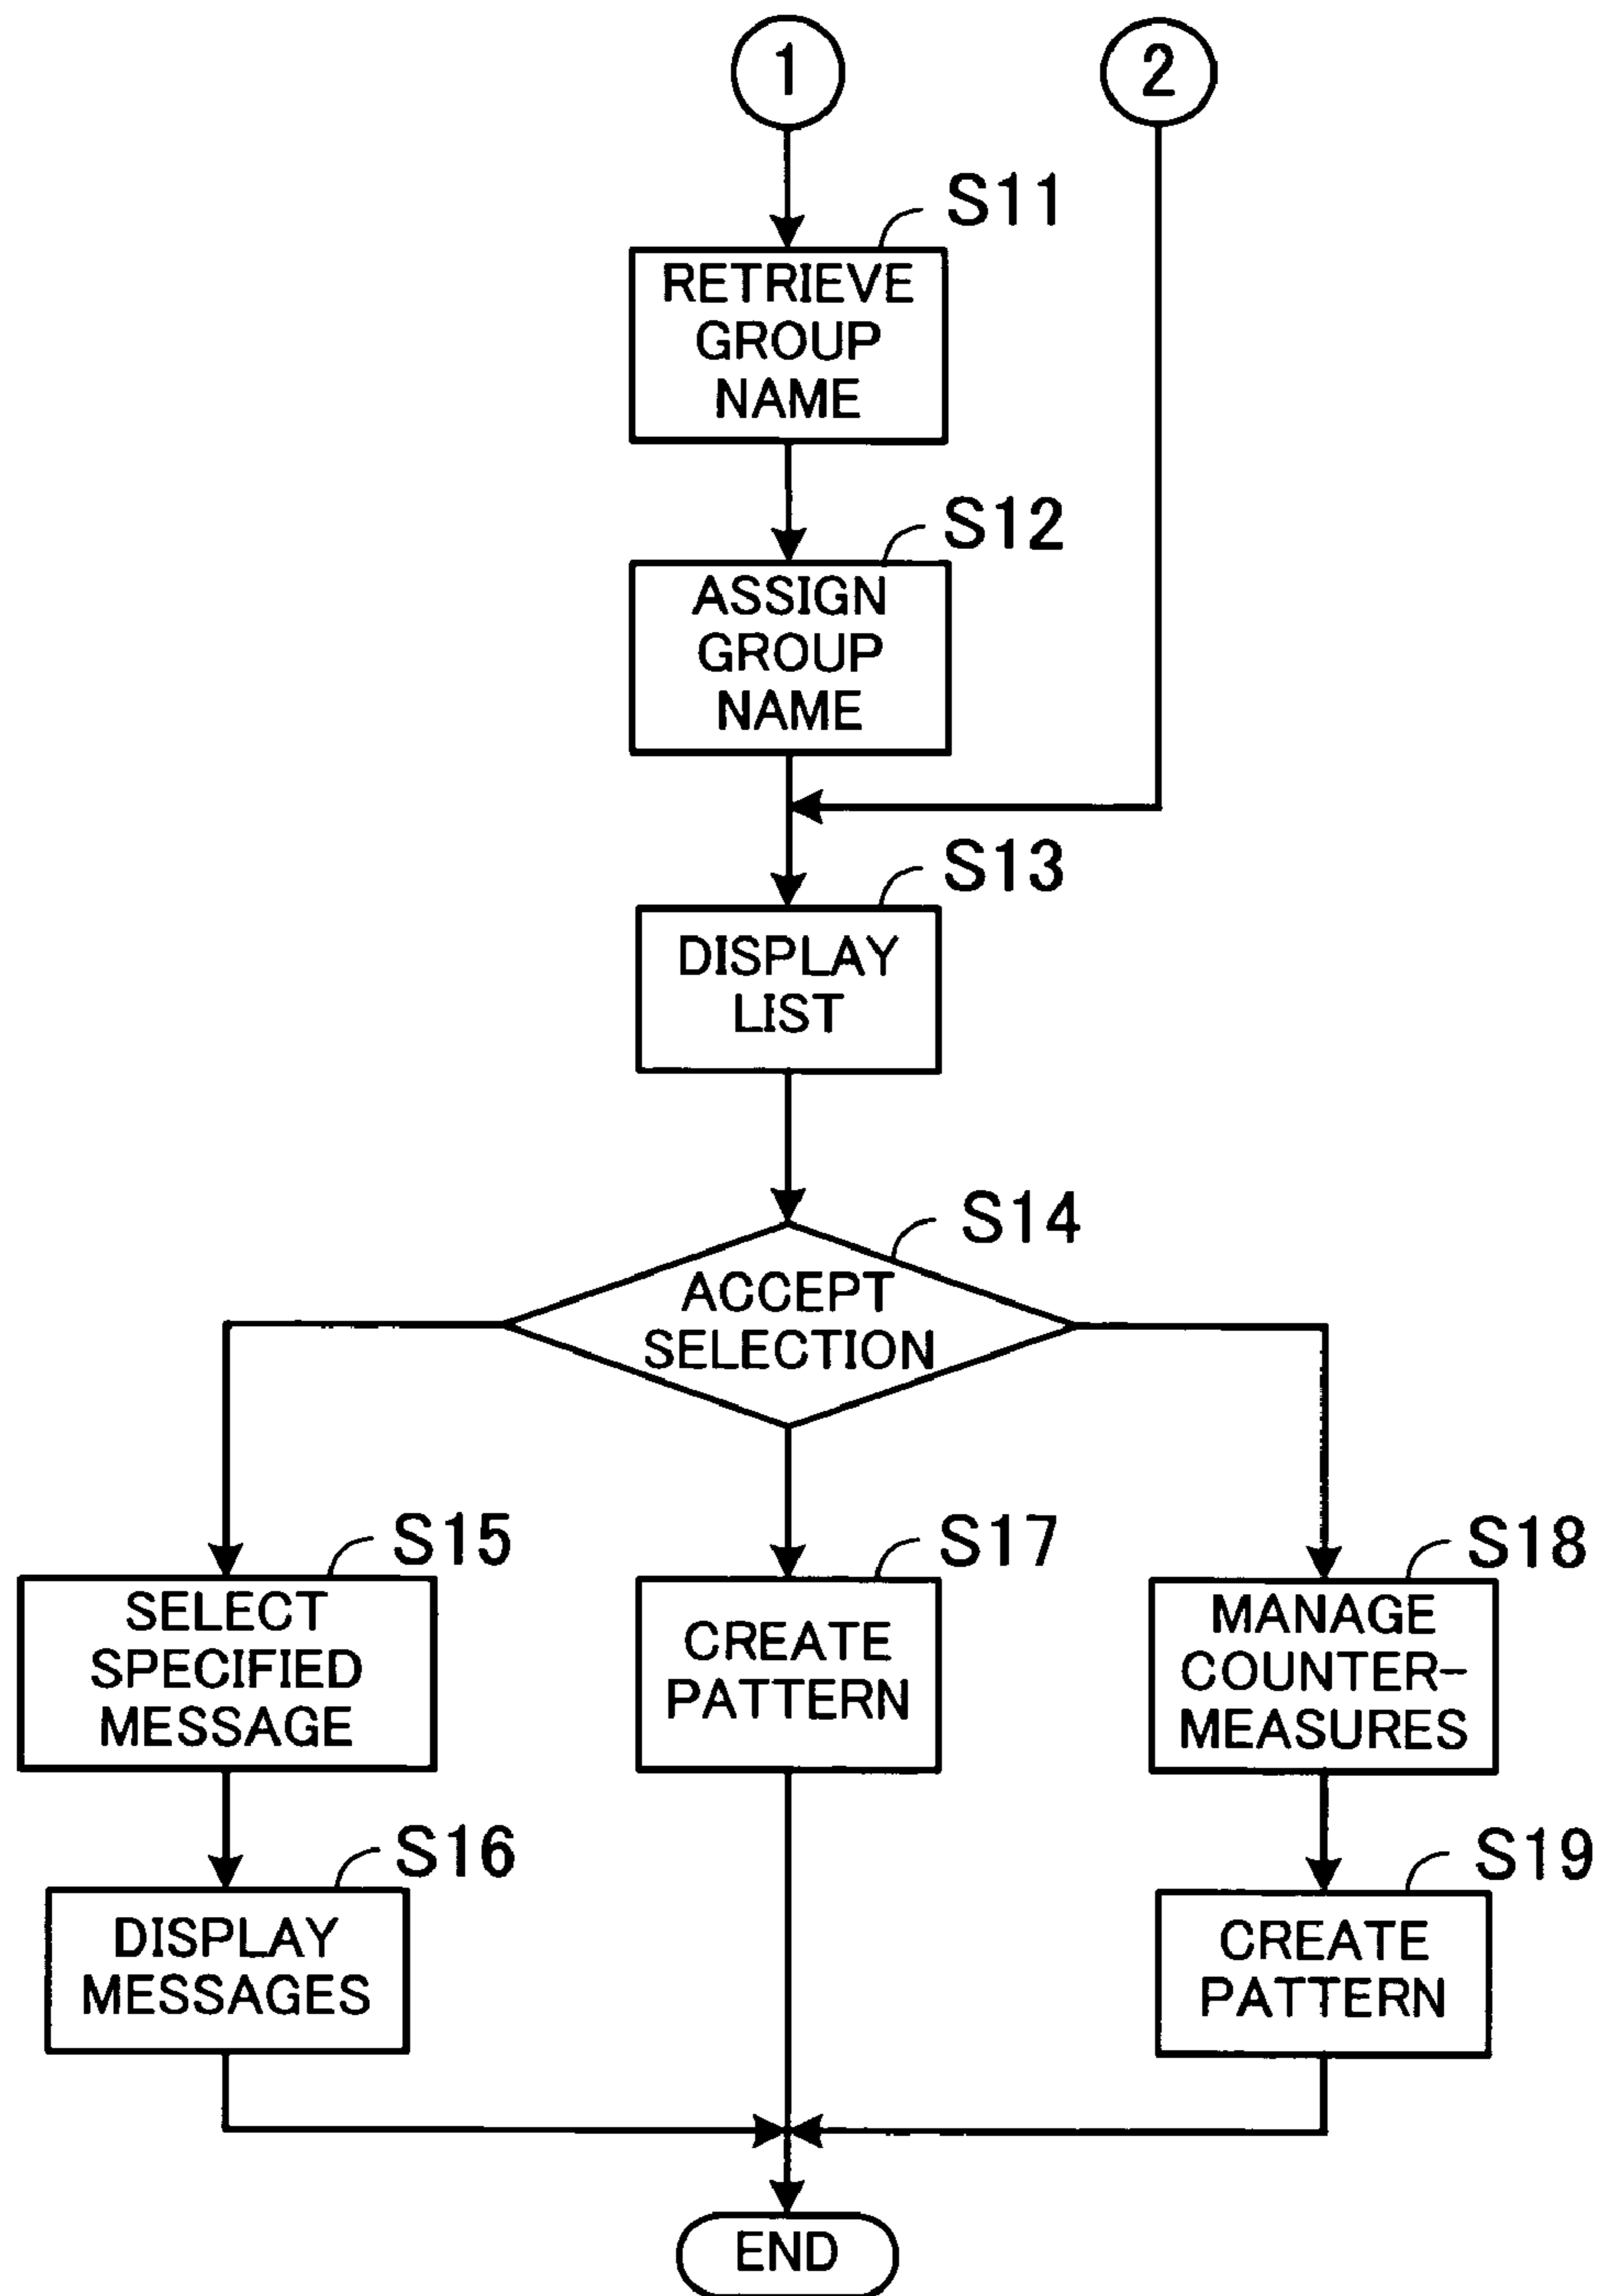 1
2
S11
RETRIEVE
GROUP
NAME
S12
ASSIGN
GROUP
NAME
S13
DISPLAY
LIST
S14
ACCEPT
SELECTION
S15
SELECT
SPECIFIED
MESSAGE
S17
CREATE
PATTERN
S18
MANAGE
COUNTER-
MEASURES
S16
DISPLAY
MESSAGES
S19
CREATE
PATTERN
END